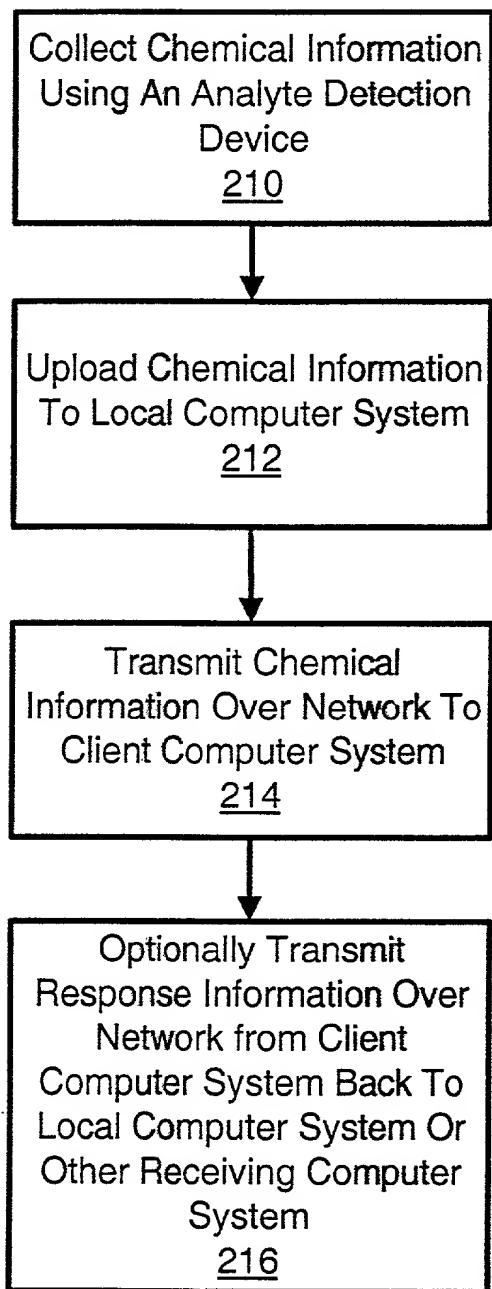 Collect Chemical Information
Using An Analyte Detection
Device
210
Upload Chemical Information
To Local Computer System
212
Transmit Chemical
Information Over Network To
Client Computer System
214
Optionally Transmit
Response Information Over
Network from Client
Computer System Back To
Local Computer System Or
Other Receiving Computer
System
216